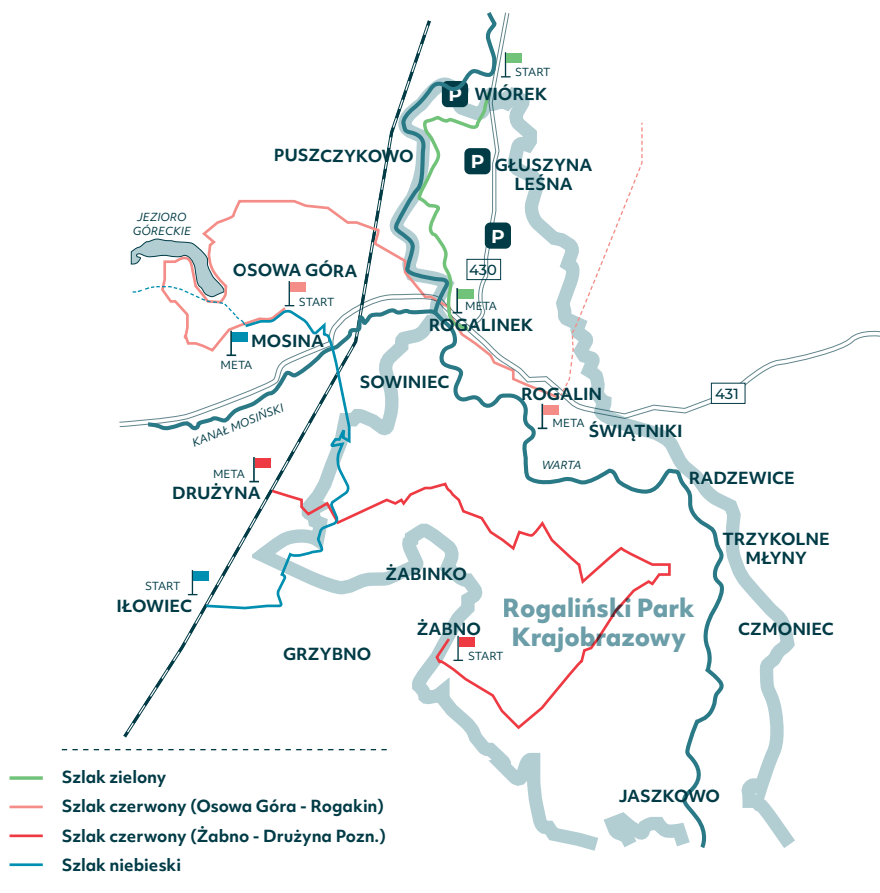 START
P WIÓREK
PUSZCZYKOWO
P GŁUSZYNA
LEŚNA
JEZIORO
GÓRECKIE
P
OSOWA GÓRA
430
START
META
ROGALINEK
MOSINA
META
SOWINIEC
ROGALIN
431
KANAŁ MOSIŃSKI
META
ŚWIĄTNIKI
META
DRUŻYNA
WARTA
RADZEWICE
TRZYKOLNE
MŁYNY
START
IŁOWIEC
ŻABINKO
Rogaliński Park
Krajobrazowy
ŻABNO
START
CZMONIEC
GRZYBNO
JASZKOWO
Szlak zielony
Szlak czerwony (Osowa Góra - Rogakin)
Szlak czerwony (Żabno - Drużyna Pozn.)
Szlak niebieski